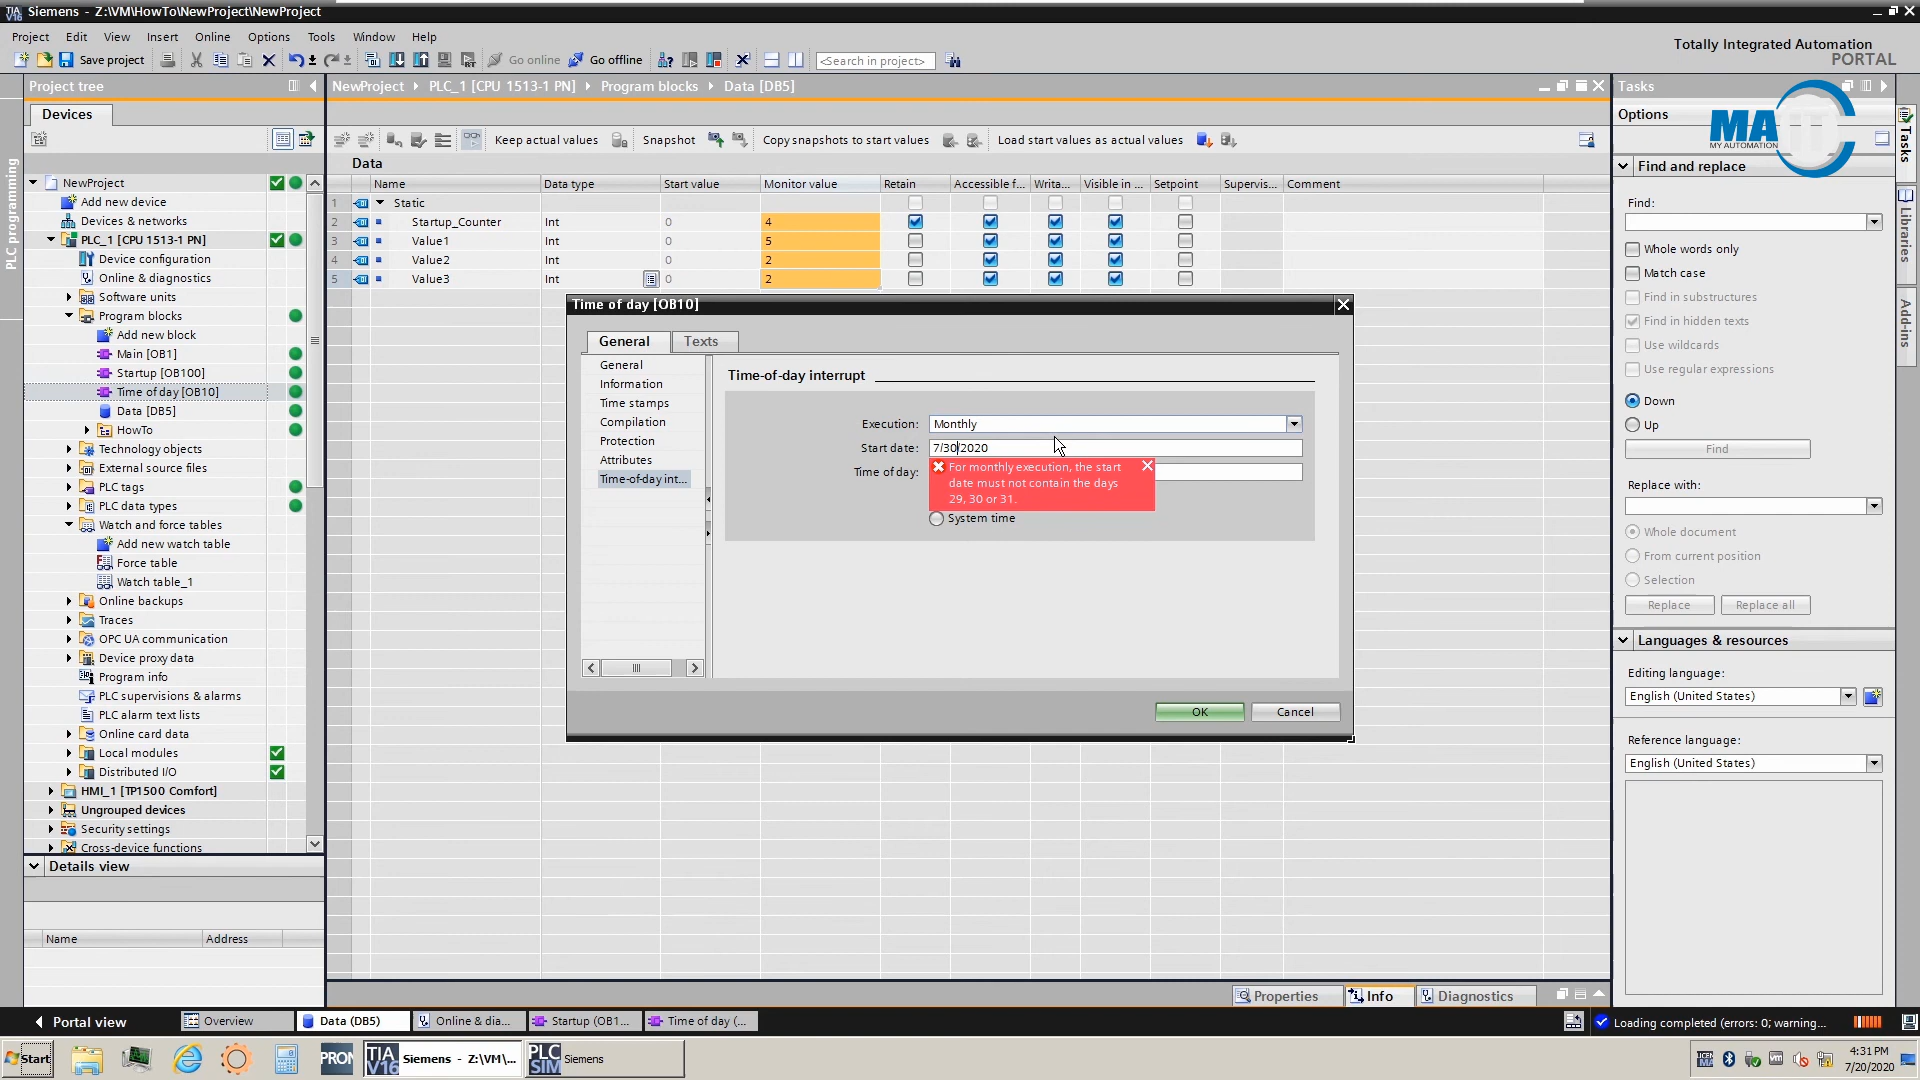 Siemens - Z:\VM\HowTo\NewProject\NewProject
Project Edit View Insert Online Options Tools Window Help
Totally Integrated Automation
PORTAL
Save project
Go online
Go offline
<Search in project>
Project tree
NewProject PLC_1 [CPU 1513-1 PN] Program blocks Data [DB5]
Tasks
Devices
Options
MA
IT
MY AUTOMATION
Keep actual values
Snapshot
Copy snapshots to start values
Load start values as actual values
Data
Name Data type Start value Monitor value Retain Accessible f... Writa... Visible in ... Setpoint Supervis... Comment
1 Static
2 Startup_Counter Int 0 4
3 Value1 Int 0 5
4 Value2 Int 0 2
5 Value3 Int 0 2
PLC programming
NewProject
Add new device
Devices & networks
PLC_1 [CPU 1513-1 PN]
Device configuration
Online & diagnostics
Software units
Program blocks
Add new block
Main [OB1]
Startup [OB100]
Time of day [OB10]
Data [DB5]
HowTo
Technology objects
External source files
PLC tags
PLC data types
Watch and force tables
Add new watch table
Force table
Watch table_1
Online backups
Traces
OPC UA communication
Device proxy data
Program info
PLC supervisions & alarms
PLC alarm text lists
Online card data
Local modules
Distributed I/O
HMI_1 [TP1500 Comfort]
Ungrouped devices
Security settings
Cross-device functions
Details view
Name Address
Time of day [OB10]
General Texts
General
Information
Time stamps
Compilation
Protection
Attributes
Time-of-day int...
Time-of-day interrupt
Execution: Monthly
Start date: 7/30/2020
Time of day:
For monthly execution, the start
date must not contain the days
29, 30 or 31.
System time
OK Cancel
Find and replace
Find:
Whole words only
Match case
Find in substructures
Find in hidden texts
Use wildcards
Use regular expressions
Down
Up
Find
Replace with:
Whole document
From current position
Selection
Replace Replace all
Languages & resources
Editing language:
English (United States)
Reference language:
English (United States)
Tasks
Libraries
Add-ins
Properties Info Diagnostics
Portal view
Overview
Data (DB5)
Online & dia...
Startup (OB1...
Time of day (...
Loading completed (errors: 0; warning...
Start
PRON
TIA
V16
Siemens - Z:\VM\...
PLC
SIM
Siemens
4:31 PM
7/20/2020